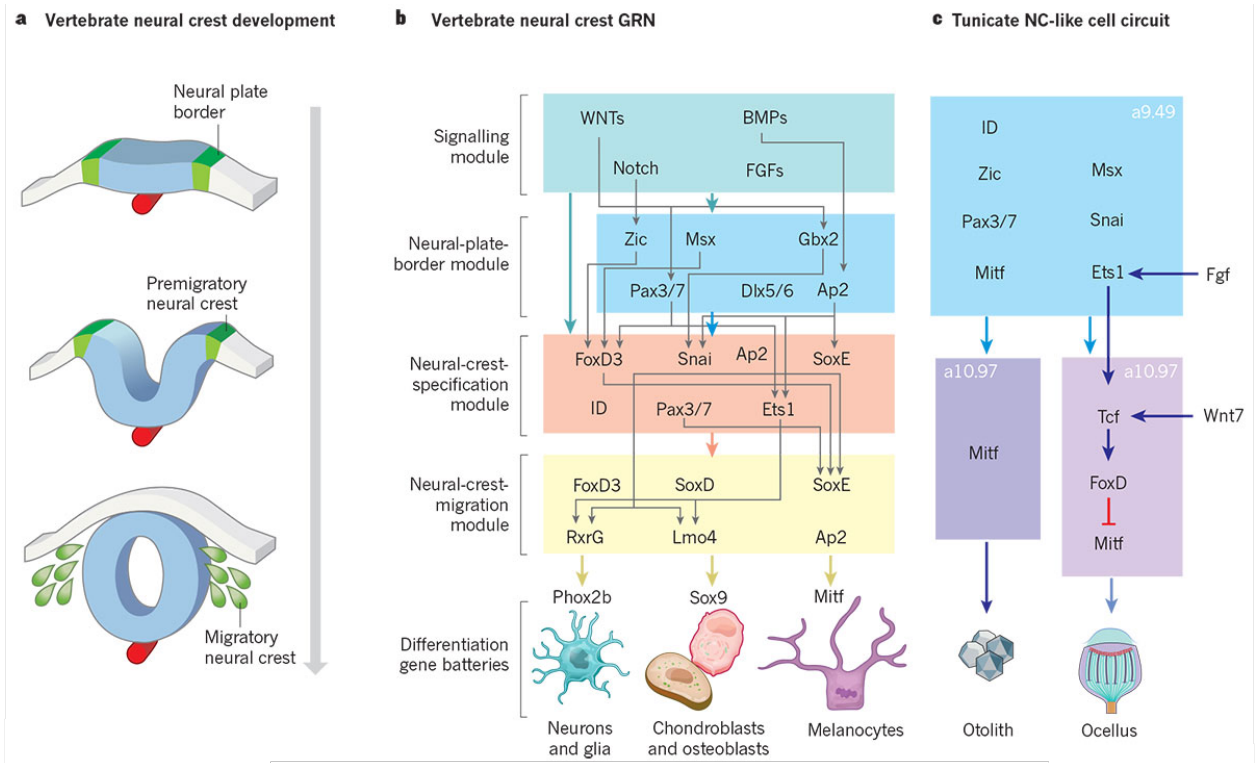 a Vertebrate neural crest development
Neural plate
border
Premigratory
neural crest
Migratory
neural crest
b Vertebrate neural crest GRN
Signalling
module
WNTs
BMPs
Notch
FGFs
Neural-plate-
border module
Zic
Msx
Gbx2
Pax3/7
Dlx5/6
Ap2
Neural-crest-
specification
module
FoxD3
Snai
Ap2
SoxE
ID
Pax3/7
Ets1
Neural-crest-
migration
module
FoxD3
SoxD
SoxE
RxrG
Lmo4
Ap2
Differentiation
gene batteries
Phox2b
Sox9
Mitf
Neurons
and glia
Chondroblasts
and osteoblasts
Melanocytes
c Tunicate NC-like cell circuit
a9.49
ID
Zic
Msx
Pax3/7
Snai
Mitf
Ets1
Fgf
a10.97
Mitf
a10.97
Tcf
Wnt7
FoxD
Mitf
Otolith
Ocellus